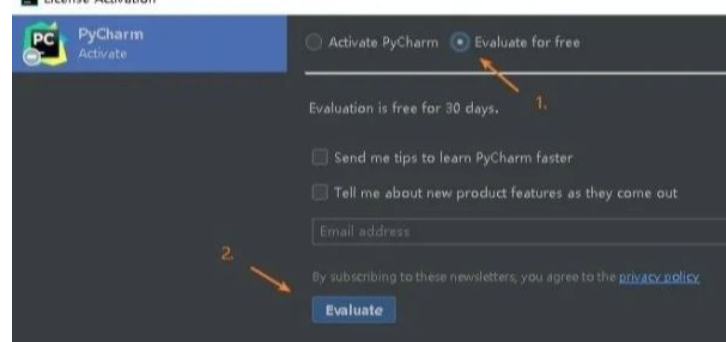 License Activation
PC
PyCharm
Activate
Activate PyCharm
Evaluate for free
1.
Evaluation is free for 30 days.
Send me tips to learn PyCharm faster
Tell me about new product features as they come out
Email address
2.
By subscribing to these newsletters, you agree to the privacy policy
Evaluate